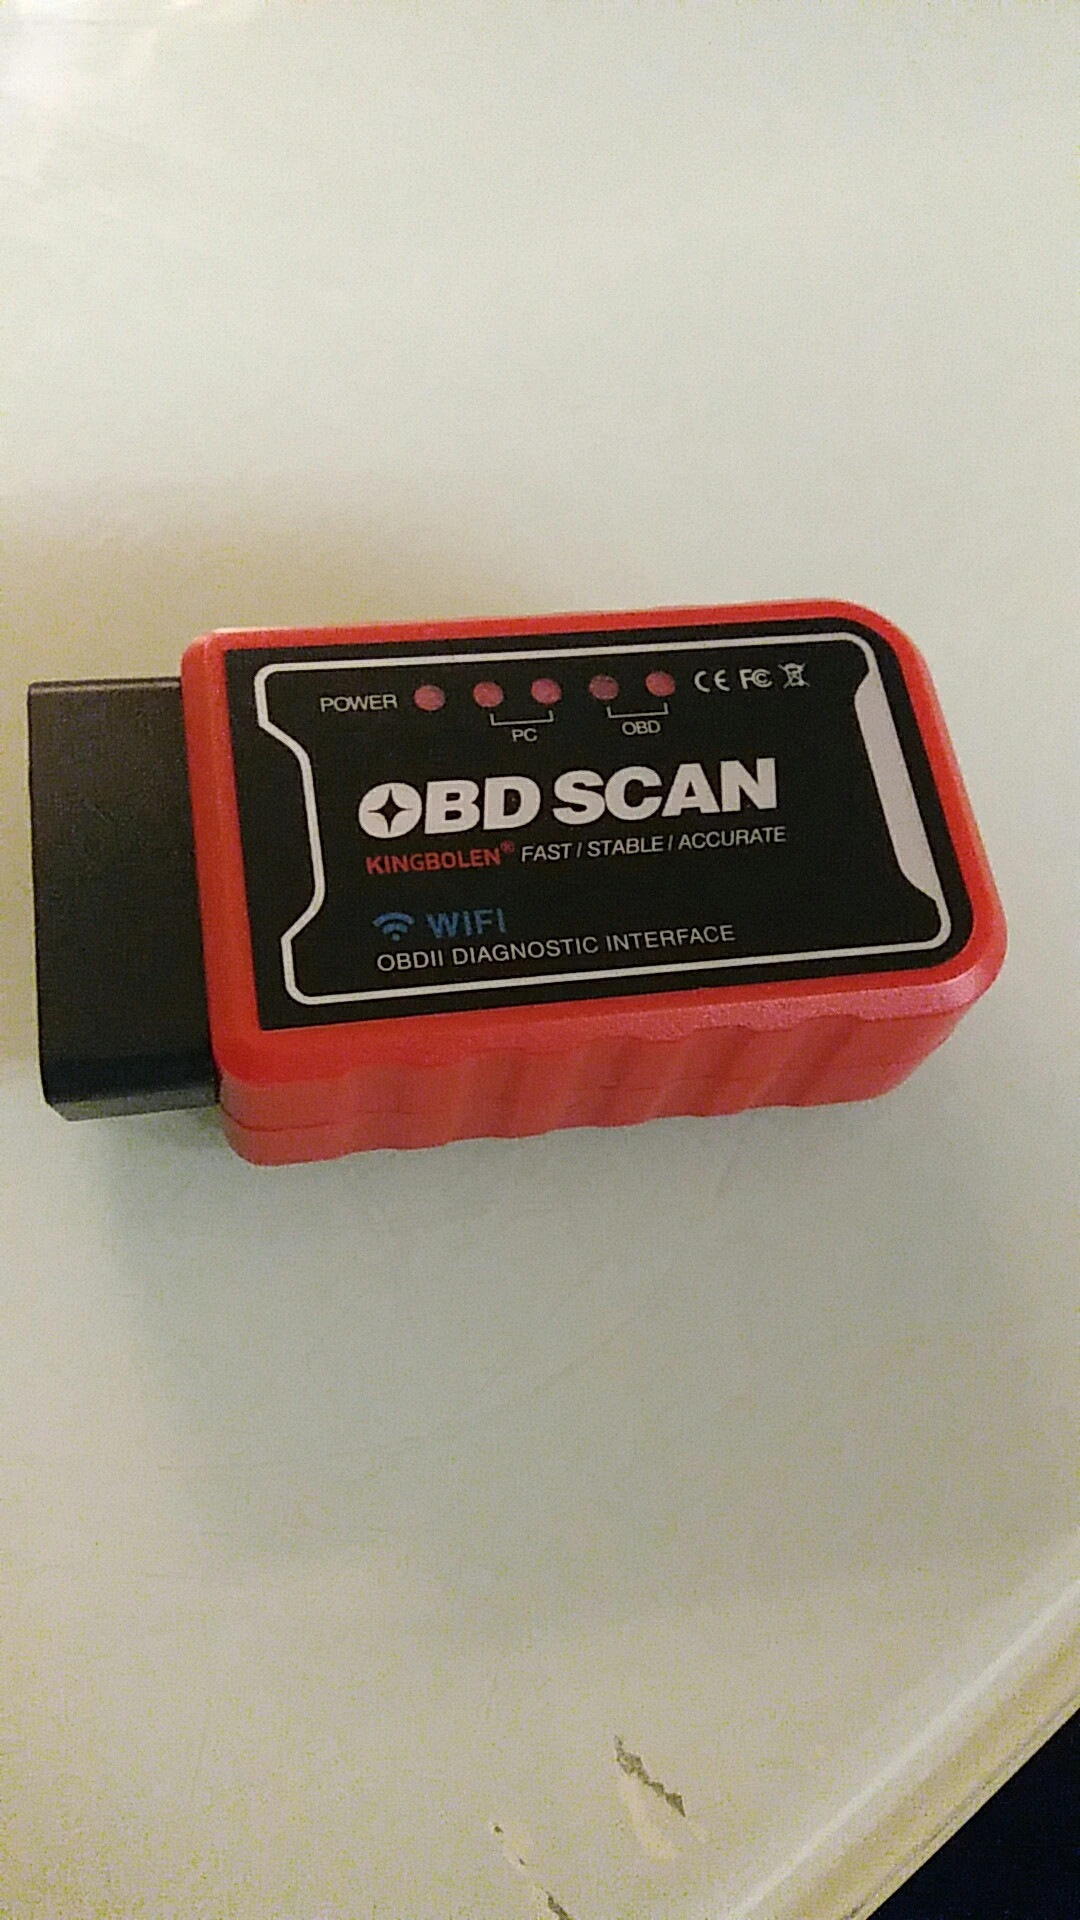 POWER
PC
OBD
CE FC
OBD SCAN
KINGBOLEN® FAST / STABLE / ACCURATE
WIFI
OBDII DIAGNOSTIC INTERFACE